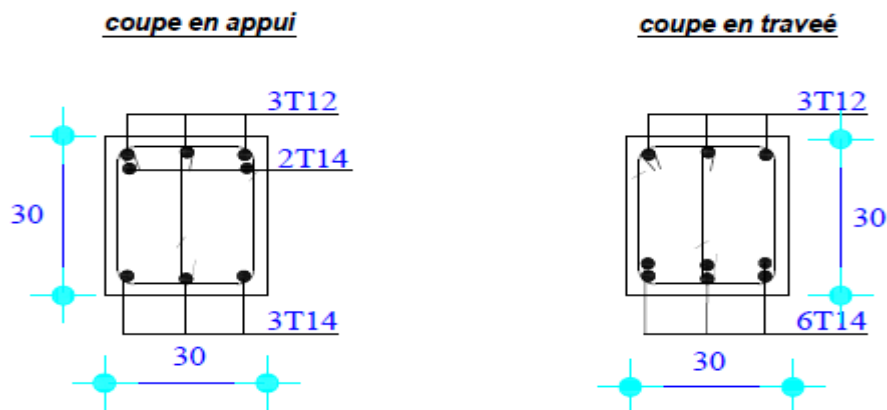 coupe en appui
coupe en traveé
3T12
3T12
2T14
30
30
3T14
6T14
30
30